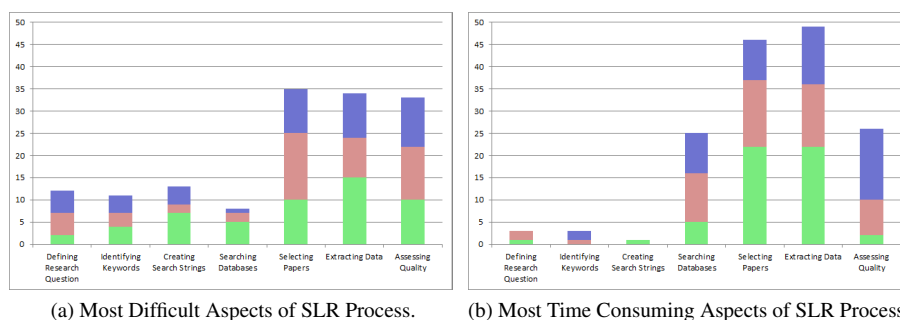 50
45
40
35
30
25
20
15
10
5
0
Defining Research Question
Identifying Keywords
Creating Search Strings
Searching Databases
Selecting Papers
Extracting Data
Assessing Quality
(a) Most Difficult Aspects of SLR Process.
50
45
40
35
30
25
20
15
10
5
0
Defining Research Question
Identifying Keywords
Creating Search Strings
Searching Databases
Selecting Papers
Extracting Data
Assessing Quality
(b) Most Time Consuming Aspects of SLR Process